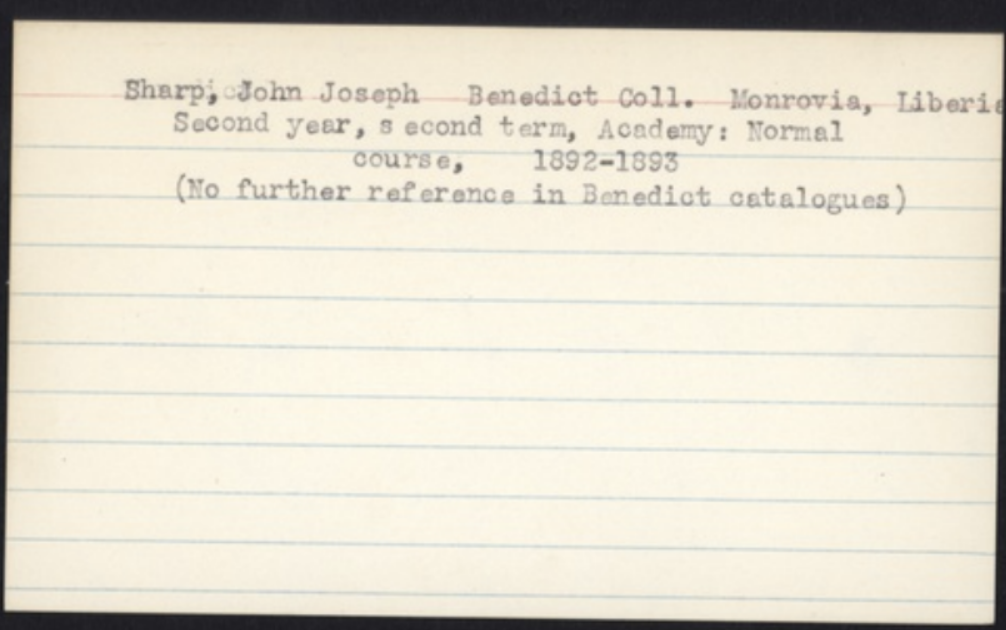 Sharp, John Joseph Benedict Coll. Monrovia, Liberia
Second year, s econd term, Academy: Normal
course, 1892-1893
(No further reference in Benedict catalogues)